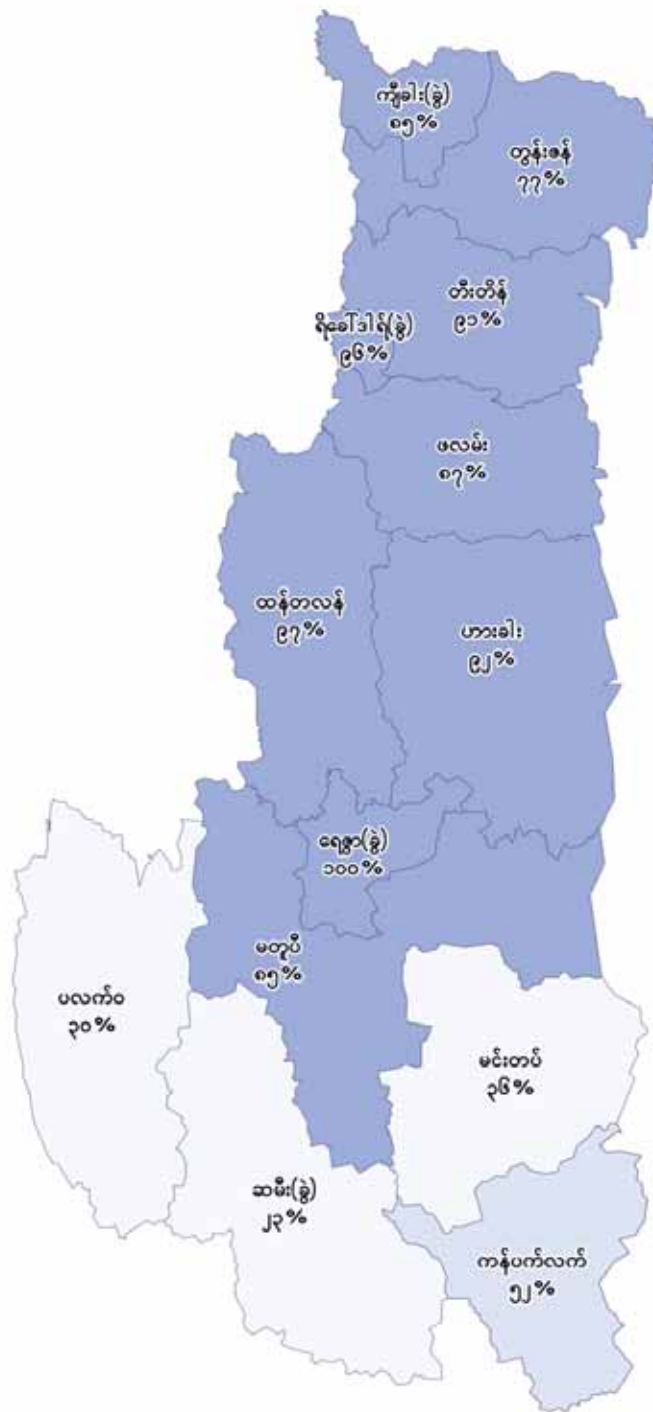 ကျီခါး(ခွဲ)
၈၅%
တွန်းဇန်
၇၇%
တီးတိန်
၉၁%
ရိခေါ်ဒါရ်(ခွဲ)
၉၆%
ဖလမ်း
၈၇%
ထန်တလန်
၉၇%
ဟားခါး
၉၂%
ရေဇွာ(ခွဲ)
၁၀၀%
မတူပီ
၈၅%
ပလက်ဝ
၃၀%
မင်းတပ်
၃၆%
ဆမီး(ခွဲ)
၂၃%
ကန်ပက်လက်
၅၂%